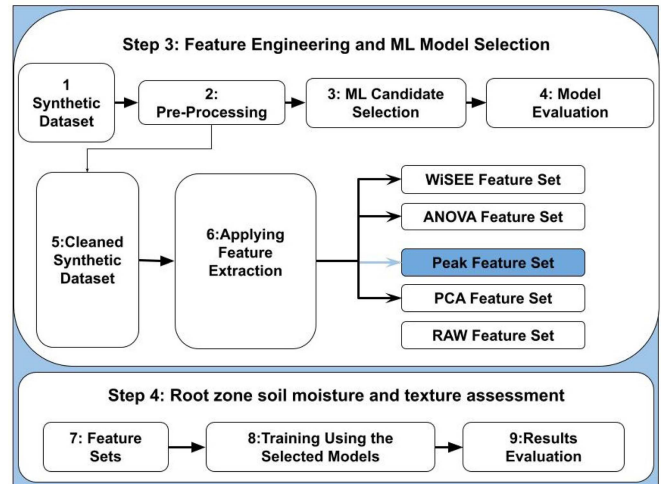 Step 3: Feature Engineering and ML Model Selection
1
Synthetic
Dataset
2:
Pre-Processing
3: ML Candidate
Selection
4: Model
Evaluation
5:Cleaned
Synthetic
Dataset
6:Applying
Feature
Extraction
WiSEE Feature Set
ANOVA Feature Set
Peak Feature Set
PCA Feature Set
RAW Feature Set
Step 4: Root zone soil moisture and texture assessment
7: Feature
Sets
8:Training Using the
Selected Models
9:Results
Evaluation